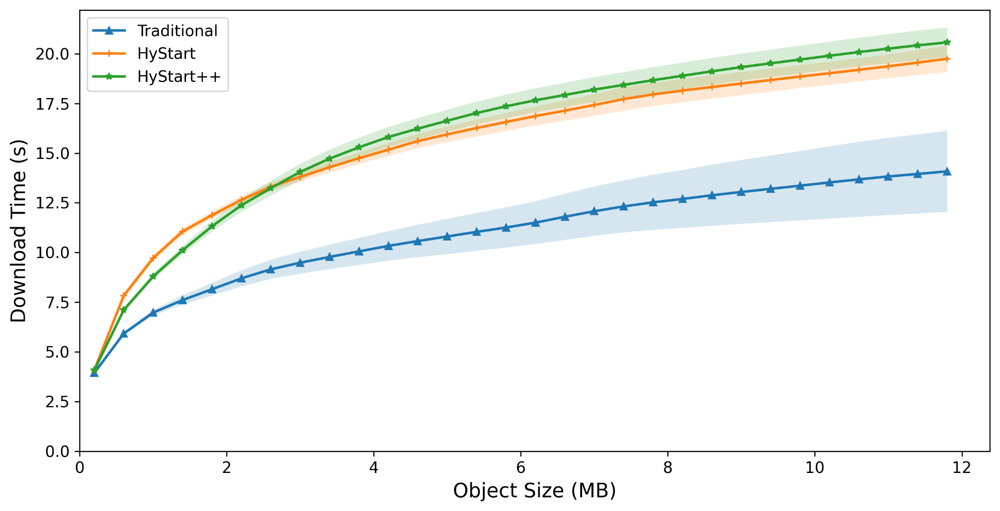 Traditional
HyStart
HyStart++
20.0
17.5
15.0
12.5
10.0
7.5
5.0
2.5
0.0
Download Time (s)
0 2 4 6 8 10 12
Object Size (MB)